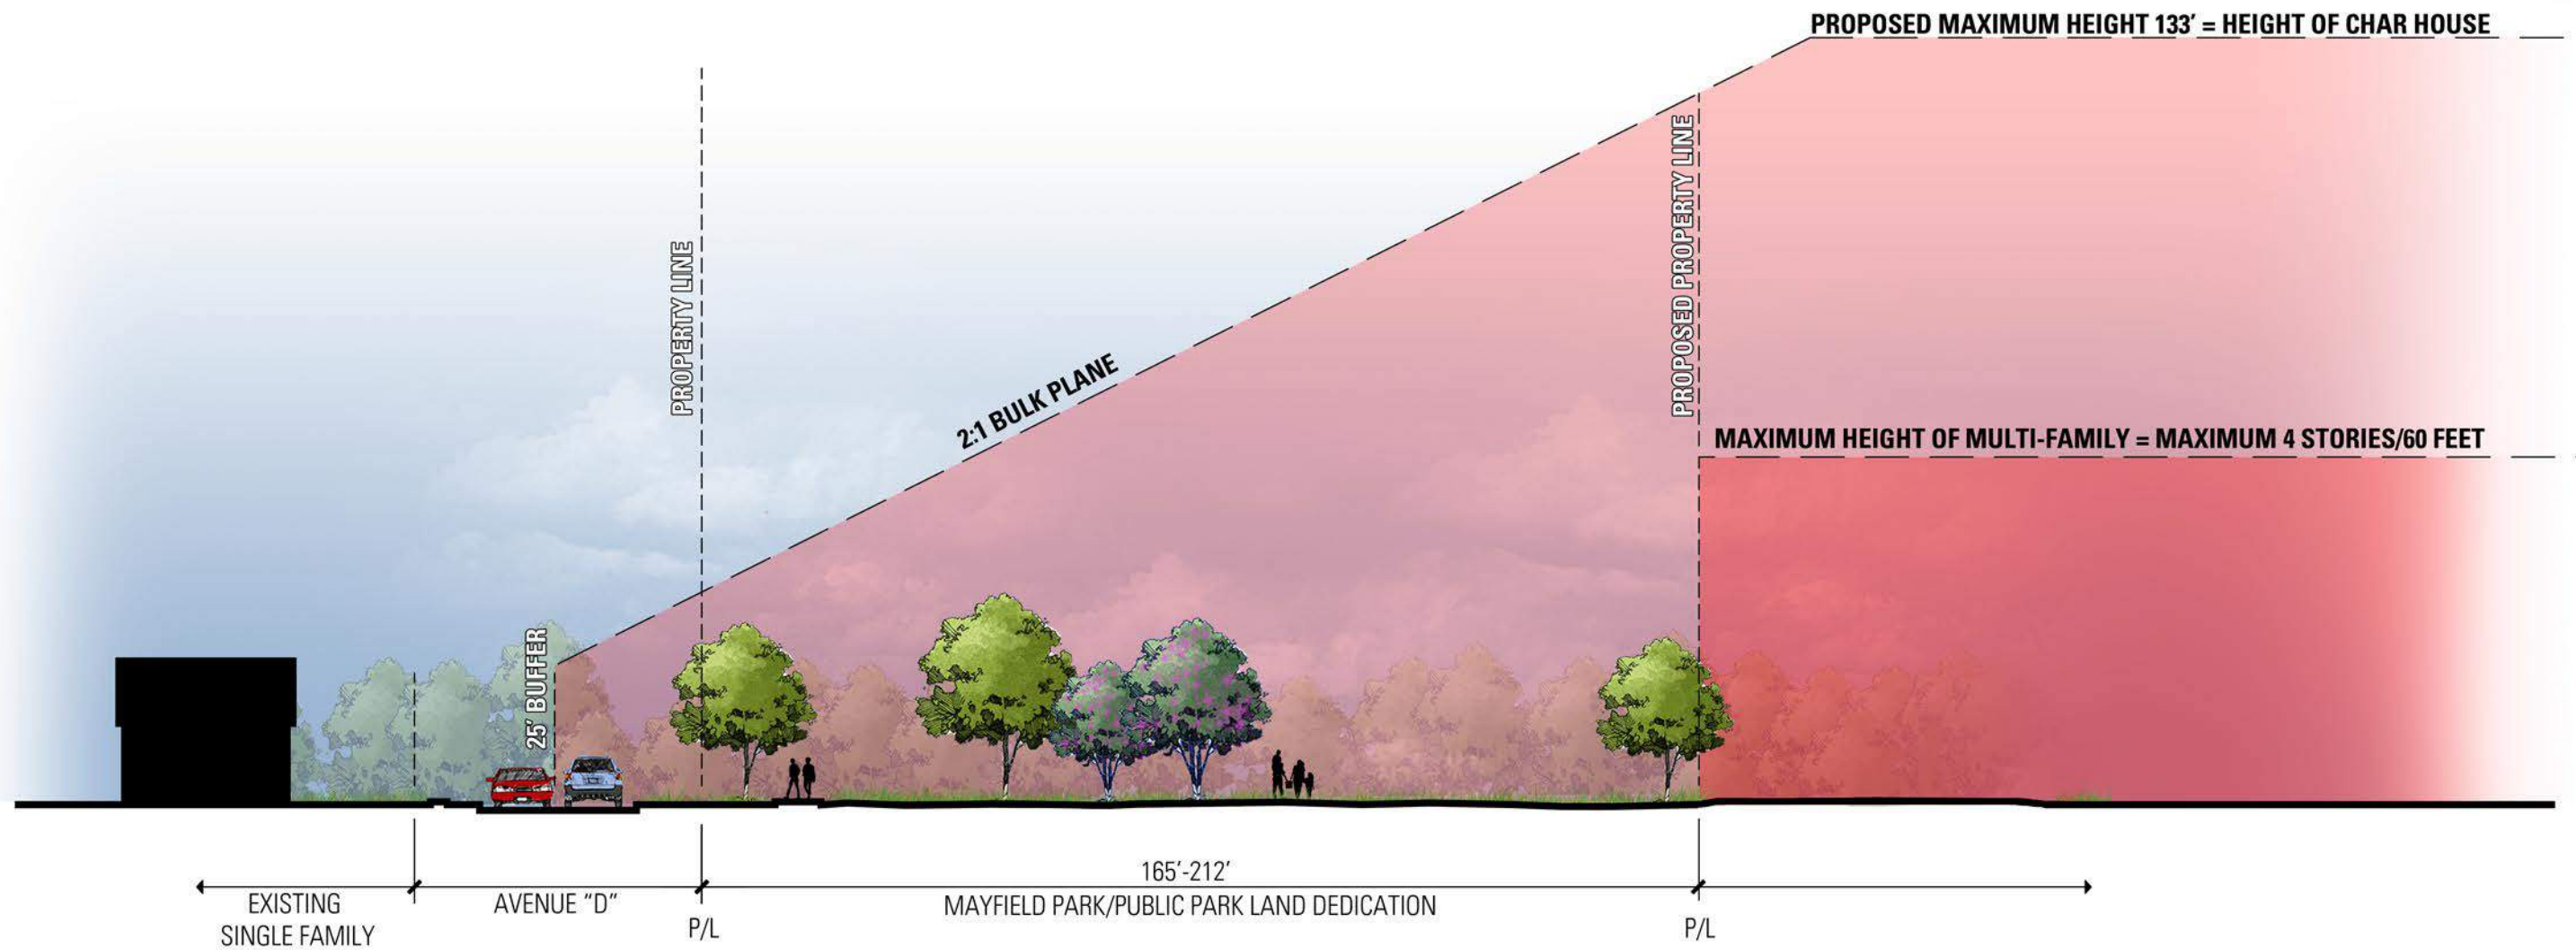 PROPOSED MAXIMUM HEIGHT 133' = HEIGHT OF CHAR HOUSE
PROPERTY LINE
PROPOSED PROPERTY LINE
2:1 BULK PLANE
MAXIMUM HEIGHT OF MULTI-FAMILY = MAXIMUM 4 STORIES/60 FEET
25' BUFFER
165'-212'
EXISTING
SINGLE FAMILY
AVENUE "D"
MAYFIELD PARK/PUBLIC PARK LAND DEDICATION
P/L
P/L